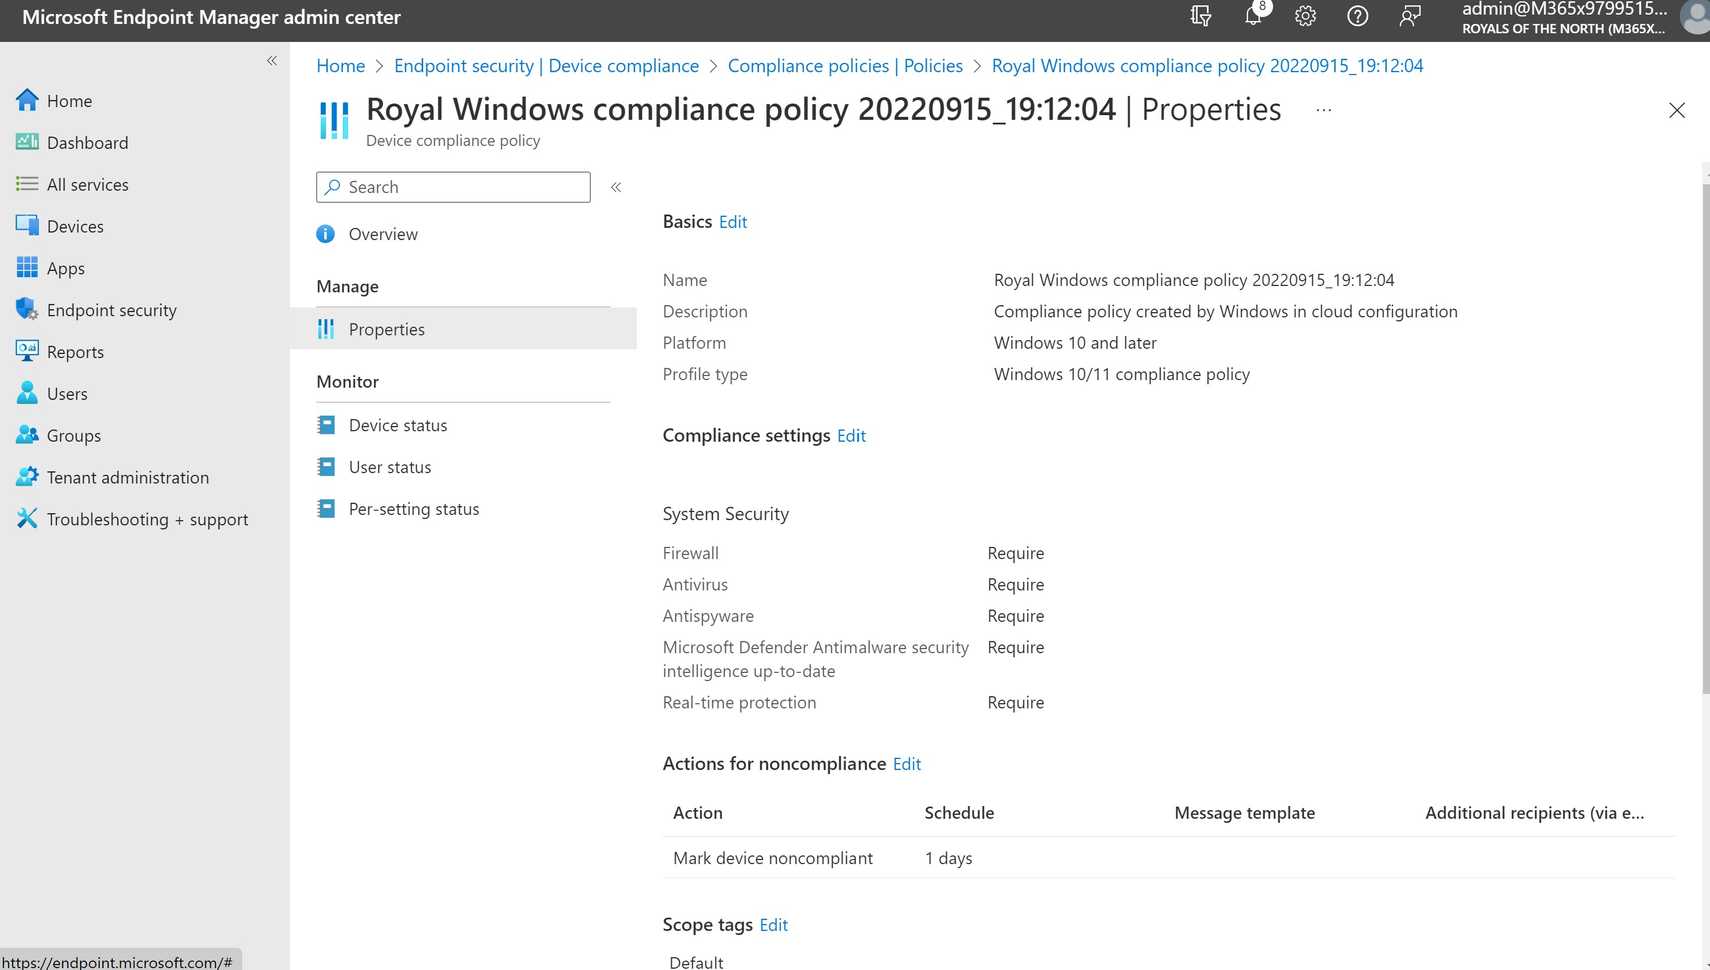 Microsoft Endpoint Manager admin center
8
admin@M365x9799515...
ROYALS OF THE NORTH (M365X...
«
Home
Dashboard
All services
Devices
Apps
Endpoint security
Reports
Users
Groups
Tenant administration
Troubleshooting + support
https://endpoint.microsoft.com/#
Home > Endpoint security | Device compliance > Compliance policies | Policies > Royal Windows compliance policy 20220915_19:12:04
Royal Windows compliance policy 20220915_19:12:04 | Properties ...
Device compliance policy
Search «
Overview
Manage
Properties
Monitor
Device status
User status
Per-setting status
Basics Edit
Name Royal Windows compliance policy 20220915_19:12:04
Description Compliance policy created by Windows in cloud configuration
Platform Windows 10 and later
Profile type Windows 10/11 compliance policy
Compliance settings Edit
System Security
Firewall Require
Antivirus Require
Antispyware Require
Microsoft Defender Antimalware security Require
intelligence up-to-date
Real-time protection Require
Actions for noncompliance Edit
Action Schedule Message template Additional recipients (via e...
Mark device noncompliant 1 days
Scope tags Edit
Default